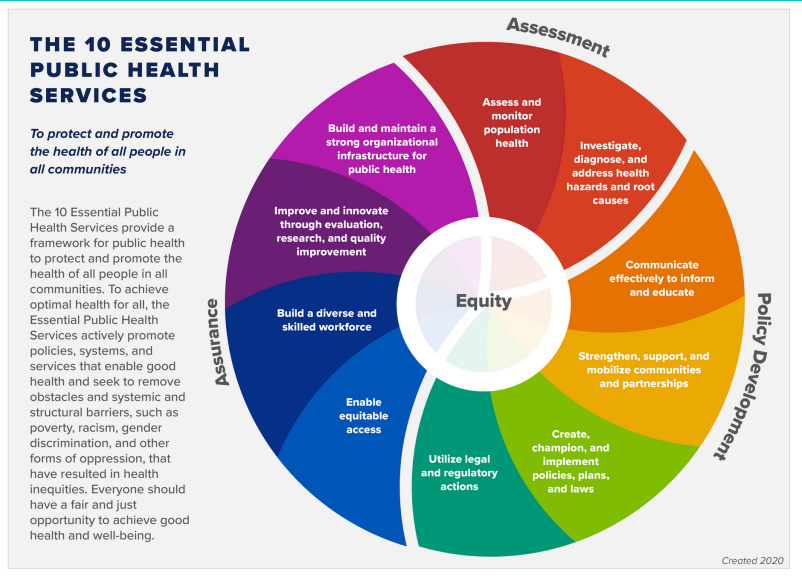 THE 10 ESSENTIAL
PUBLIC HEALTH
SERVICES
To protect and promote
the health of all people in
all communities
The 10 Essential Public
Health Services provide a
framework for public health
to protect and promote the
health of all people in all
communities. To achieve
optimal health for all, the
Essential Public Health
Services actively promote
policies, systems, and
services that enable good
health and seek to remove
obstacles and systemic and
structural barriers, such as
poverty, racism, gender
discrimination, and other
forms of oppression, that
have resulted in health
inequities. Everyone should
have a fair and just
opportunity to achieve good
health and well-being.
Assessment
Assess and
monitor
population
health
Investigate,
diagnose, and
address health
hazards and root
causes
Policy Development
Communicate
effectively to inform
and educate
Strengthen, support, and
mobilize communities
and partnerships
Create,
champion, and
implement
policies, plans,
and laws
Utilize legal
and regulatory
actions
Assurance
Enable
equitable
access
Build a diverse and
skilled workforce
Improve and innovate
through evaluation,
research, and quality
improvement
Build and maintain a
strong organizational
infrastructure for
public health
Equity
Created 2020